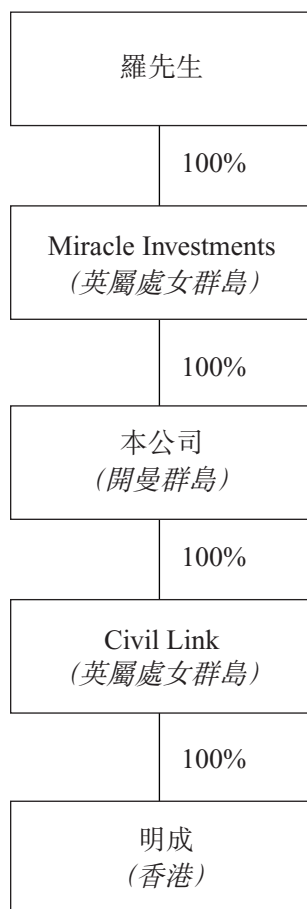 羅先生
100%
Miracle Investments
(英屬處女群島)
100%
本公司
(開曼群島)
100%
Civil Link
(英屬處女群島)
100%
明成
(香港)